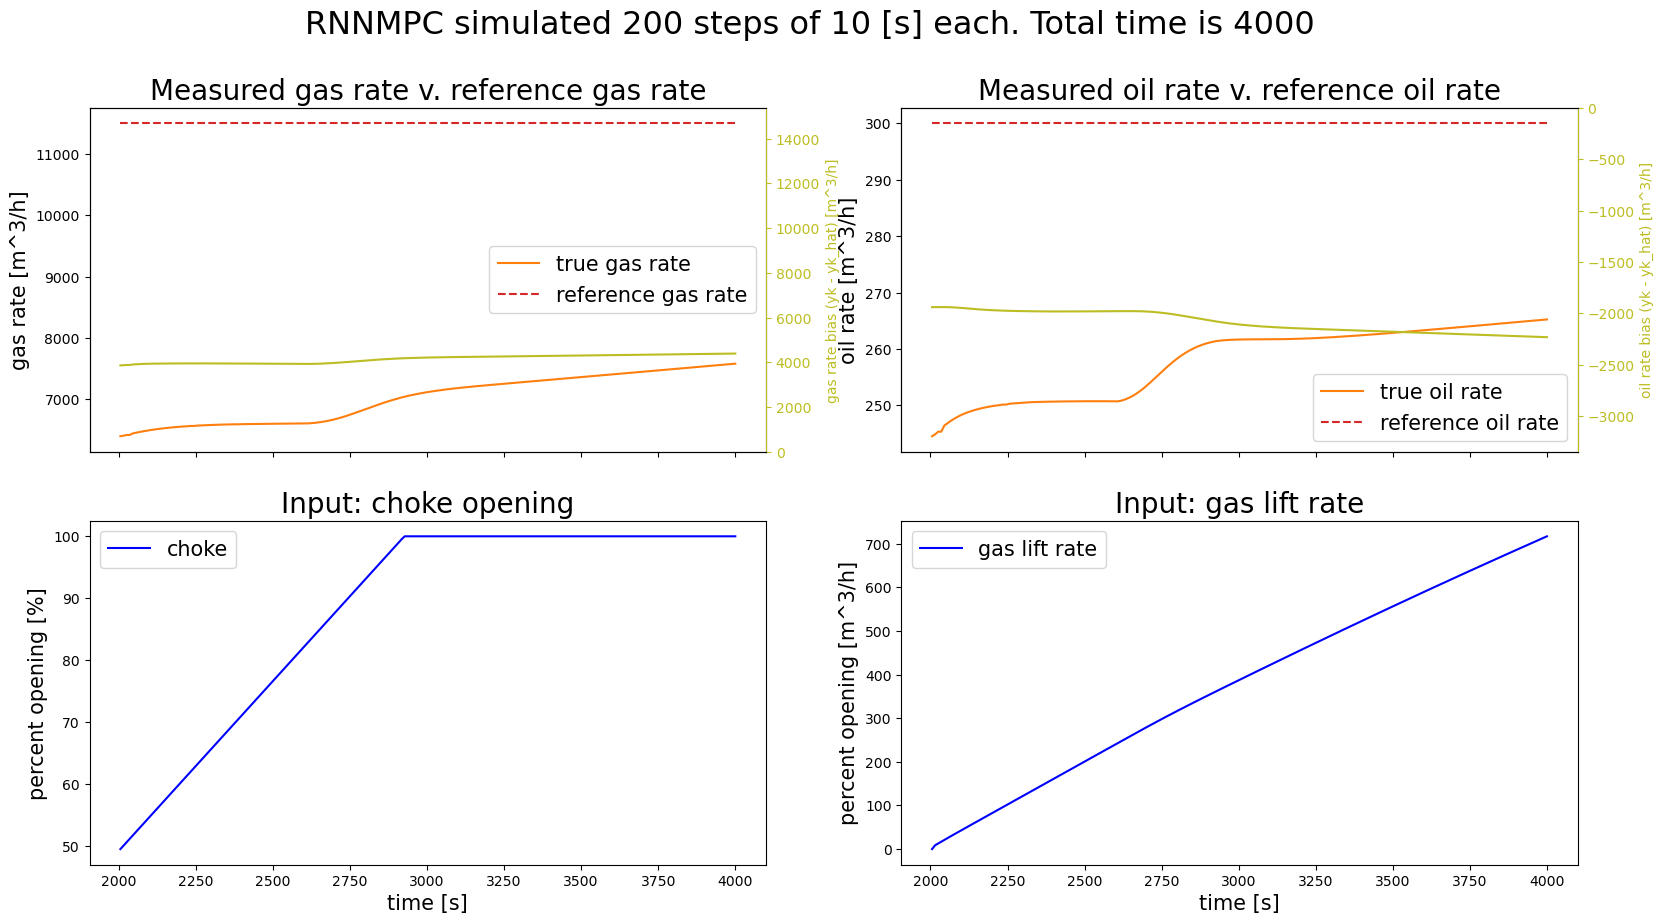 RNNMPC simulated 200 steps of 10 [s] each. Total time is 4000
Measured gas rate v. reference gas rate
gas rate [m^3/h]
11000
10000
9000
8000
7000
true gas rate
reference gas rate
14000
12000
10000
8000
6000
4000
2000
0
gas rate bias (yk - yk_hat) [m^3/h]
Measured oil rate v. reference oil rate
oil rate [m^3/h]
300
290
280
270
260
250
true oil rate
reference oil rate
0
−500
−1000
−1500
−2000
−2500
−3000
oil rate bias (yk - yk_hat) [m^3/h]
Input: choke opening
percent opening [%]
100
90
80
70
60
50
choke
2000 2250 2500 2750 3000 3250 3500 3750 4000
time [s]
Input: gas lift rate
percent opening [m^3/h]
700
600
500
400
300
200
100
0
gas lift rate
2000 2250 2500 2750 3000 3250 3500 3750 4000
time [s]